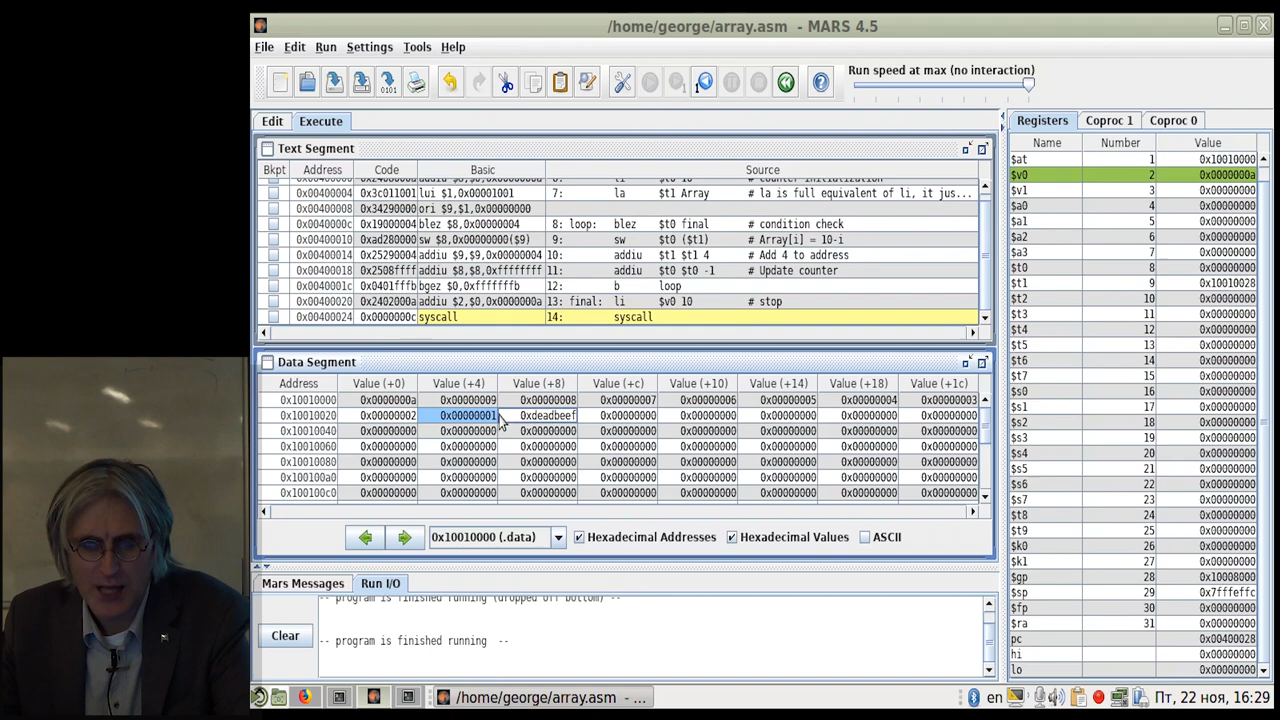 /home/george/array.asm - MARS 4.5
File Edit Run Settings Tools Help
Run speed at max (no interaction)
Edit Execute
Registers Coproc 1 Coproc 0
Text Segment
Name Number Value
Bkpt Address Code Basic Source
0x00400004 0x3c011001 lui $1,0x00001001 7: la $t1 Array # la is full equivalent of li, it jus...
0x00400008 0x34290000 ori $9,$1,0x00000000
0x0040000c 0x19000004 blez $8,0x00000004 8: loop: blez $t0 final # condition check
0x00400010 0xad280000 sw $8,0x00000000($9) 9: sw $t0 ($t1) # Array[i] = 10-i
0x00400014 0x25290004 addiu $9,$9,0x00000004 10: addiu $t1 $t1 4 # Add 4 to address
0x00400018 0x2508ffff addiu $8,$8,0xffffffff 11: addiu $t0 $t0 -1 # Update counter
0x0040001c 0x0401fffb bgez $0,0xfffffffb 12: b loop
0x00400020 0x2402000a addiu $2,$0,0x0000000a 13: final: li $v0 10 # stop
0x00400024 0x0000000c syscall 14: syscall
Data Segment
Address Value (+0) Value (+4) Value (+8) Value (+c) Value (+10) Value (+14) Value (+18) Value (+1c)
0x10010000 0x0000000a 0x00000009 0x00000008 0x00000007 0x00000006 0x00000005 0x00000004 0x00000003
0x10010020 0x00000002 0x00000001 0xdeadbeef 0x00000000 0x00000000 0x00000000 0x00000000 0x00000000
0x10010040 0x00000000 0x00000000 0x00000000 0x00000000 0x00000000 0x00000000 0x00000000 0x00000000
0x10010060 0x00000000 0x00000000 0x00000000 0x00000000 0x00000000 0x00000000 0x00000000 0x00000000
0x10010080 0x00000000 0x00000000 0x00000000 0x00000000 0x00000000 0x00000000 0x00000000 0x00000000
0x100100a0 0x00000000 0x00000000 0x00000000 0x00000000 0x00000000 0x00000000 0x00000000 0x00000000
0x100100c0 0x00000000 0x00000000 0x00000000 0x00000000 0x00000000 0x00000000 0x00000000 0x00000000
0x10010000 (.data) Hexadecimal Addresses Hexadecimal Values ASCII
Mars Messages Run I/O
-- program is finished running (dropped off bottom) --
Clear
-- program is finished running --
$at 1 0x10010000
$v0 2 0x0000000a
$v1 3 0x00000000
$a0 4 0x00000000
$a1 5 0x00000000
$a2 6 0x00000000
$a3 7 0x00000000
$t0 8 0x00000000
$t1 9 0x10010028
$t2 10 0x00000000
$t3 11 0x00000000
$t4 12 0x00000000
$t5 13 0x00000000
$t6 14 0x00000000
$t7 15 0x00000000
$s0 16 0x00000000
$s1 17 0x00000000
$s2 18 0x00000000
$s3 19 0x00000000
$s4 20 0x00000000
$s5 21 0x00000000
$s6 22 0x00000000
$s7 23 0x00000000
$t8 24 0x00000000
$t9 25 0x00000000
$k0 26 0x00000000
$k1 27 0x00000000
$gp 28 0x10008000
$sp 29 0x7fffeffc
$fp 30 0x00000000
$ra 31 0x00000000
pc 0x00400028
hi 0x00000000
lo 0x00000000
/home/george/array.asm - ...
en Пт, 22 ноя, 16:29